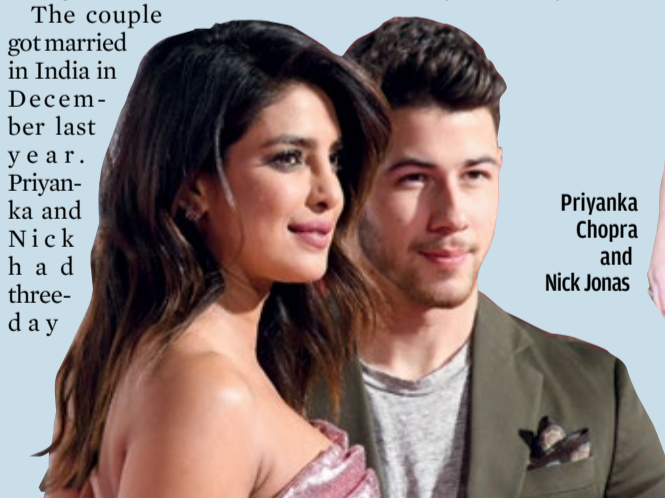 The couple
got married
in India in
Decem-
ber last
year.
Priyan-
ka and
Nick
had
three-
day
Priyanka
Chopra
and
Nick Jonas